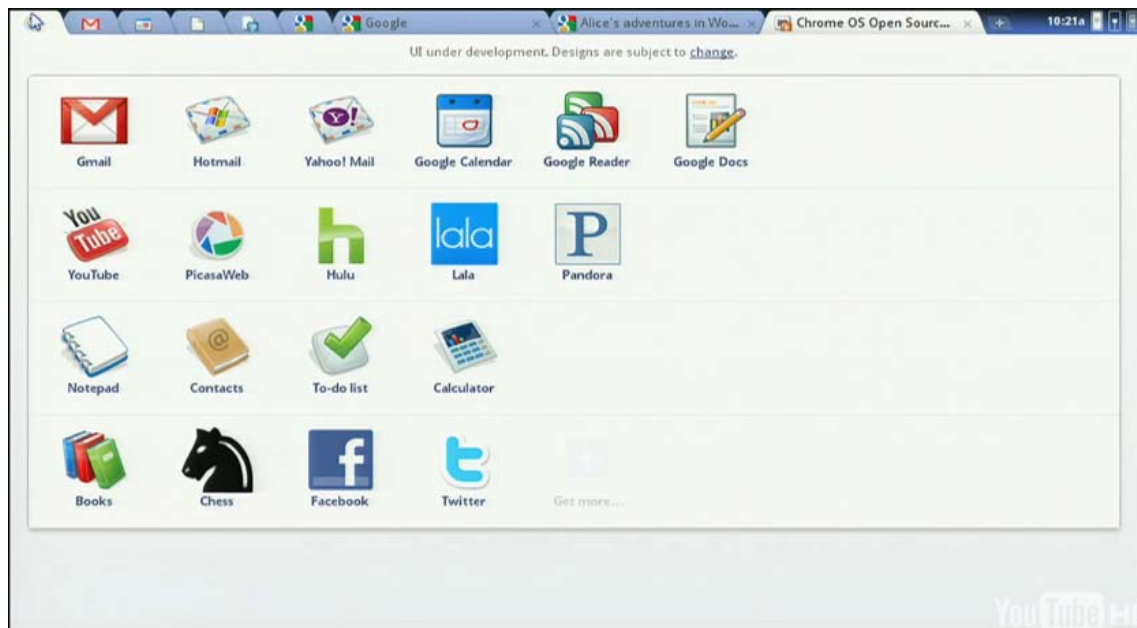 Google
Alice's adventures in Wo...
Chrome OS Open Sourc...
10:21a
UI under development. Designs are subject to change.
Gmail
Hotmail
Yahoo! Mail
Google Calendar
Google Reader
Google Docs
Y!
You
Tube
h
lala
P
YouTube
PicasaWeb
Hulu
Lala
Pandora
@
Notepad
Contacts
To-do list
Calculator
f
t
Books
Chess
Facebook
Twitter
Get more...
YouTube